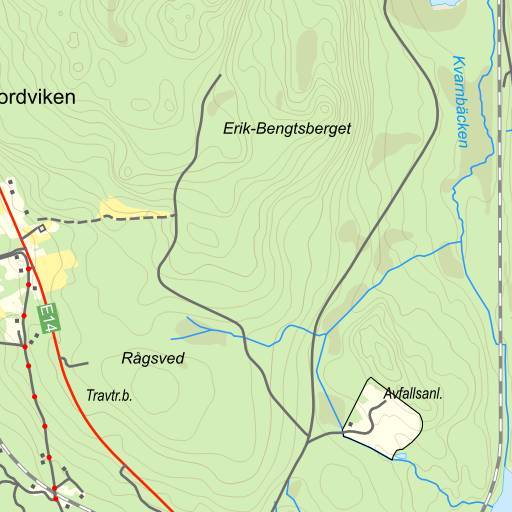 Kvarnbäcken
ordviken
Erik-Bengtsberget
E14
Rågsved
Travtr.b.
Avfallsanl.